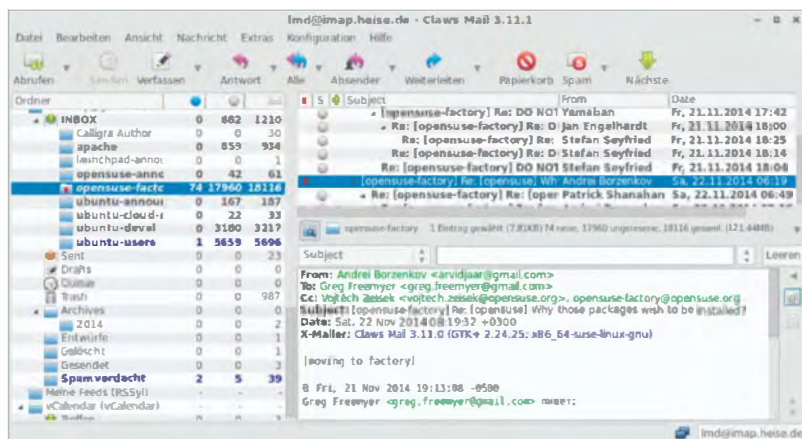 lmd@imap.heise.de - Claws Mail 3.11.1
Datei Bearbeiten Ansicht Nachricht Extras Konfiguration Hilfe
Abrufen Senden Verfassen Antwort Alle Absender Weiterleiten Papierkorb Spam Nächste
Ordner
INBOX 0 882 1210
Calligra Author 0 0 30
apache 0 859 934
launchpad-annou 0 0 1
opensuse-anno 0 42 61
opensuse-facto 74 17960 18116
ubuntu-announ 0 167 187
ubuntu-cloud-a 0 22 33
ubuntu-devel 0 3180 3217
ubuntu-users 1 5659 5696
Sent 0 0 23
Drafts 0 0 0
Queue 0 0 0
Trash 0 0 987
Archives 0 0 2
2014 0 0 2
Entwürfe 0 0 1
Gelöscht 0 0 1
Gesendet 0 0 3
Spamverdacht 2 5 39
Meine Feeds (RSSyl) - - -
vCalendar (vCalendar) - - -
S Subject From Date
[opensuse-factory] Re: DO NOT Yamaban Fr, 21.11.2014 17:42
Re: [opensuse-factory] Re: D Jan Engelhardt Fr, 21.11.2014 18:00
Re: [opensuse-factory] Re: D Stefan Seyfried Fr, 21.11.2014 18:25
Re: [opensuse-factory] Re: D Stefan Seyfried Fr, 21.11.2014 18:14
Re: [opensuse-factory] DO NOT Stefan Seyfried Fr, 21.11.2014 18:04
[opensuse-factory] Re: [opensuse] Wh Andrei Borzenkov Sa, 22.11.2014 06:19
Re: [opensuse-factory] Re: [oper Patrick Shanahan Sa, 22.11.2014 06:49
opensuse-factory 1 Eintrag gewählt (7.81KB) 74 neue, 17960 ungelesene, 18116 gesamt (121.44MB)
Subject Leeren
From: Andrei Borzenkov <arvidjaar@gmail.com>
To: Greg Freemyer <greg.freemyer@gmail.com>
Cc: Vojtěch Zeisek <vojtech.zeisek@opensuse.org>, opensuse-factory@opensuse.org
Subject: [opensuse-factory] Re: [opensuse] Why those packages wish to be installed?
Date: Sat, 22 Nov 2014 08:19:32 +0300
X-Mailer: Claws Mail 3.11.0 (GTK+ 2.24.25; x86_64-suse-linux-gnu)
[moving to factory]
В Fri, 21 Nov 2014 19:13:08 -0500
Greg Freemyer <greg.freemyer@gmail.com> пишет:
lmd@imap.heise.de